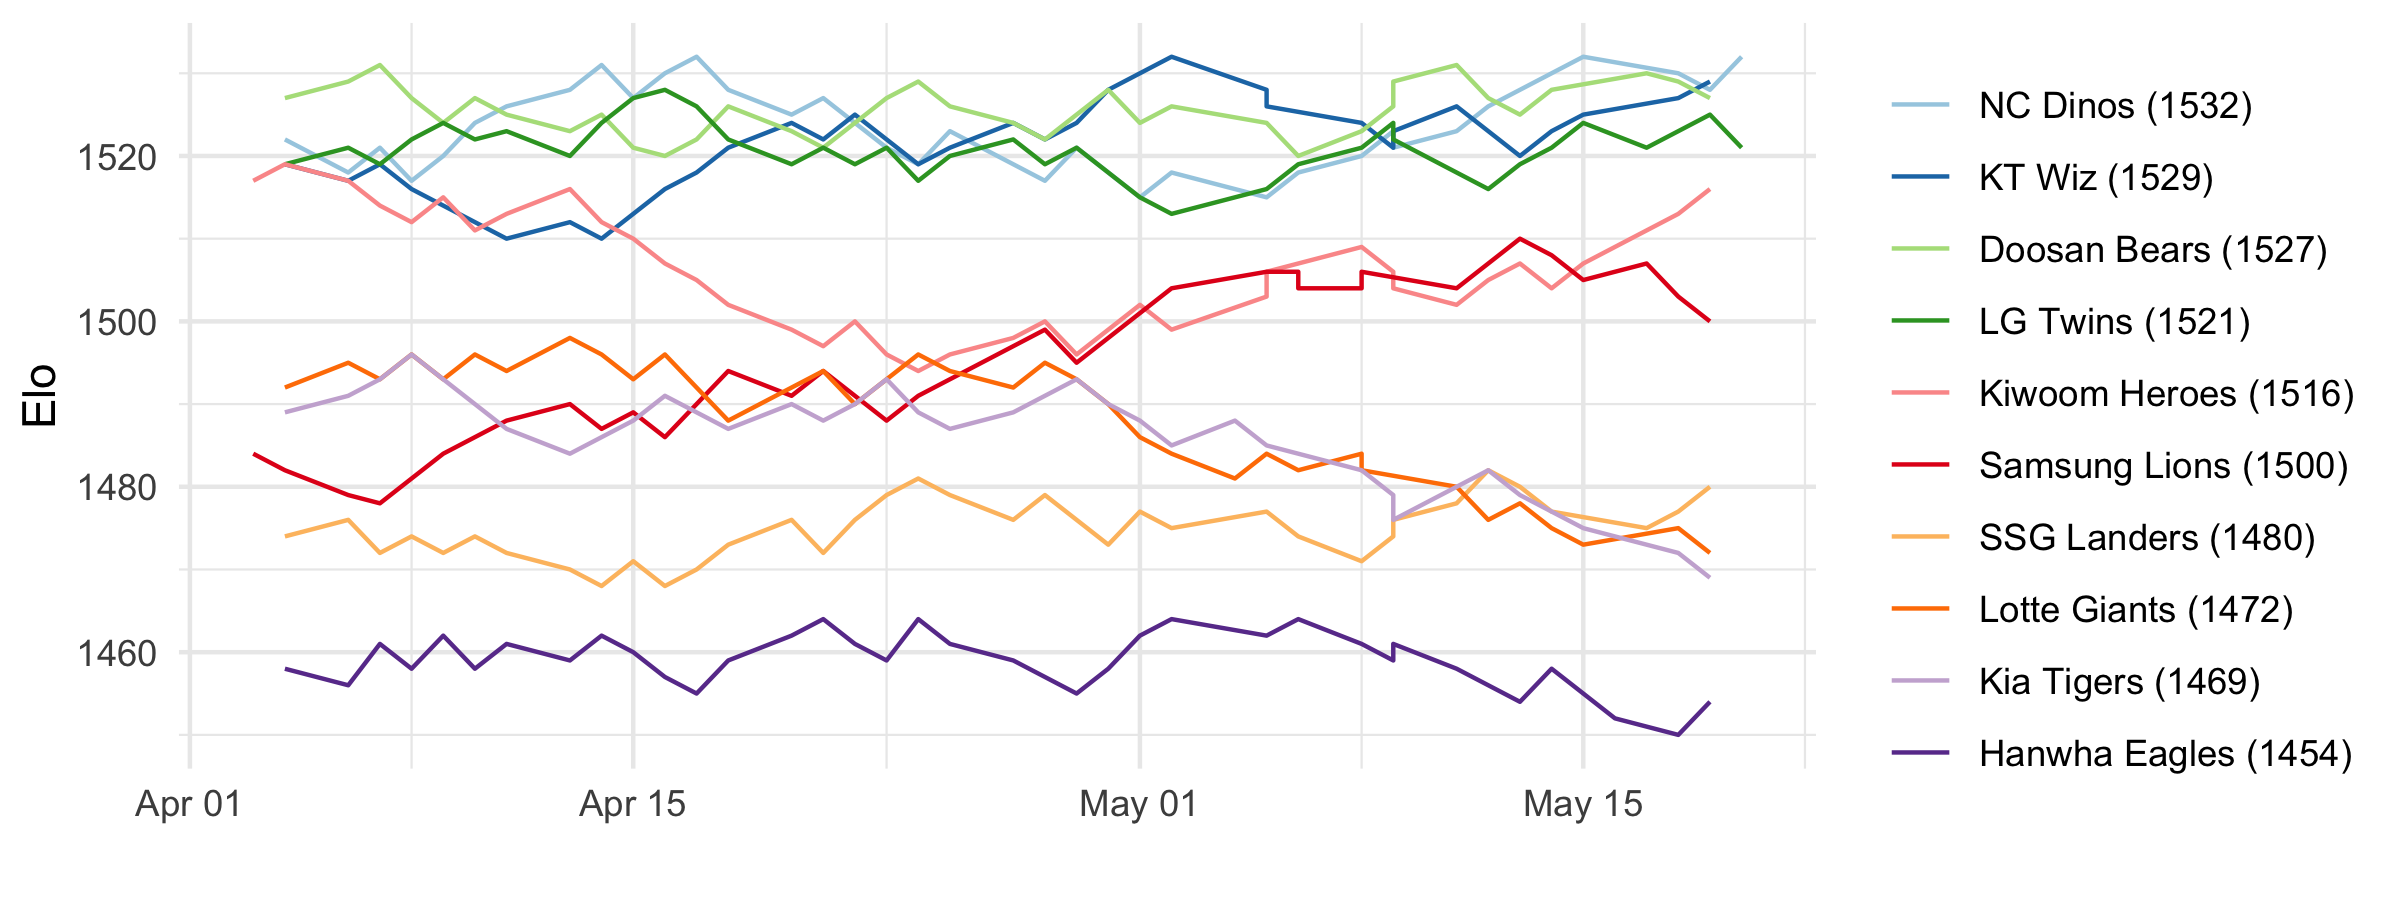 Elo
1520
1500
1480
1460
Apr 01
Apr 15
May 01
May 15
NC Dinos (1532)
KT Wiz (1529)
Doosan Bears (1527)
LG Twins (1521)
Kiwoom Heroes (1516)
Samsung Lions (1500)
SSG Landers (1480)
Lotte Giants (1472)
Kia Tigers (1469)
Hanwha Eagles (1454)